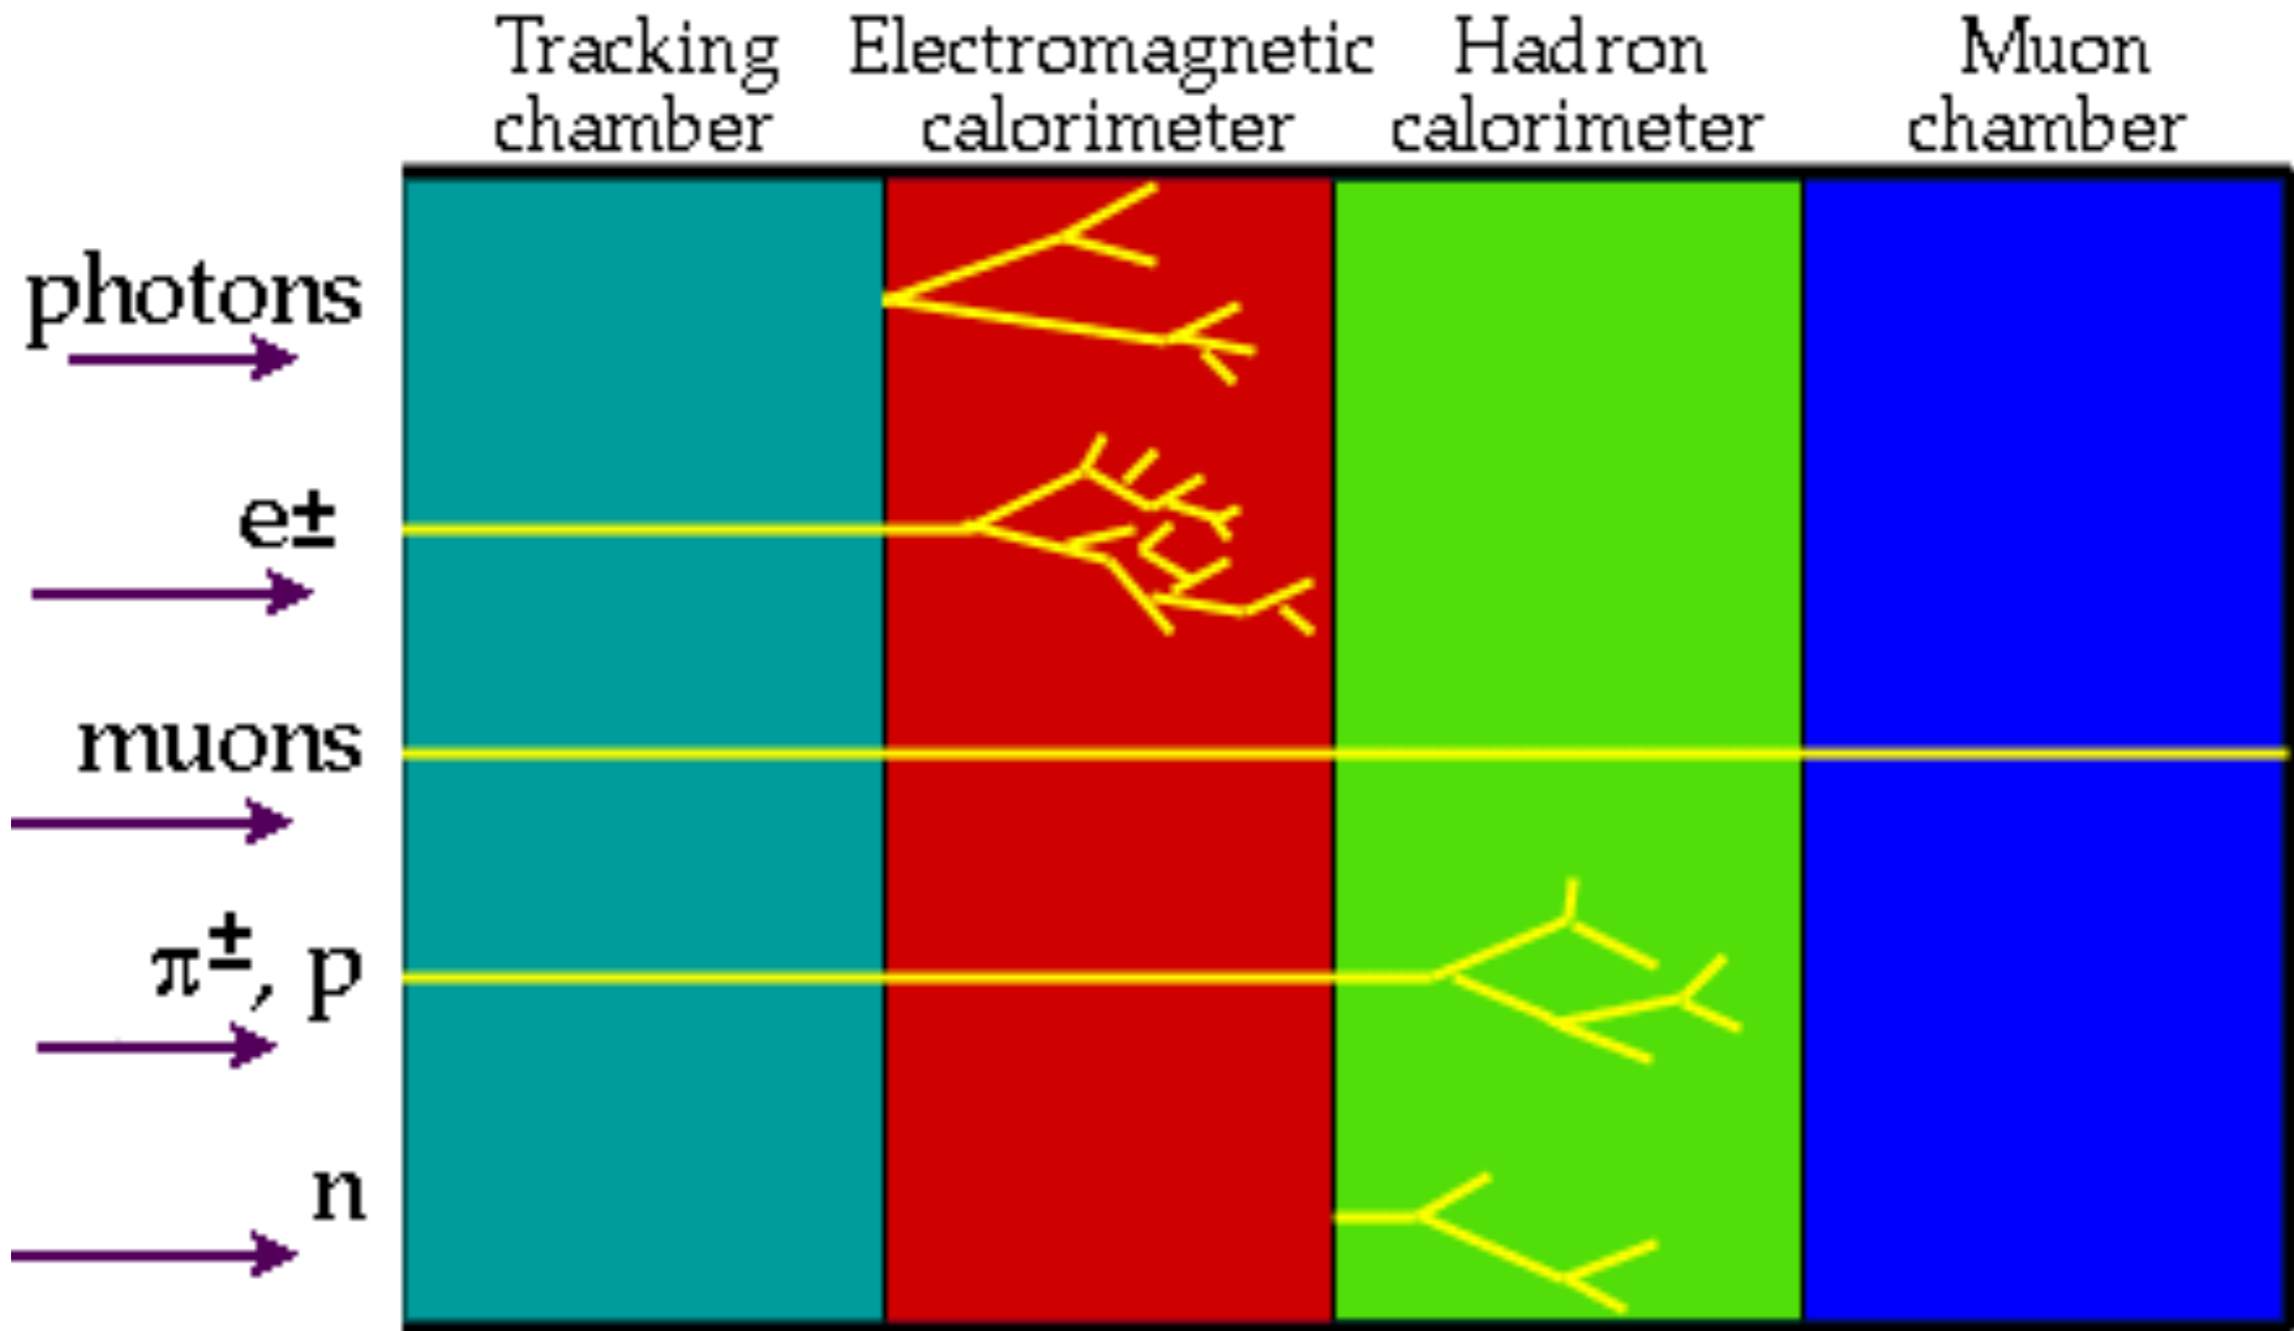 Tracking chamber
Electromagnetic calorimeter
Hadron calorimeter
Muon chamber
photons
e±
muons
π±, p
n